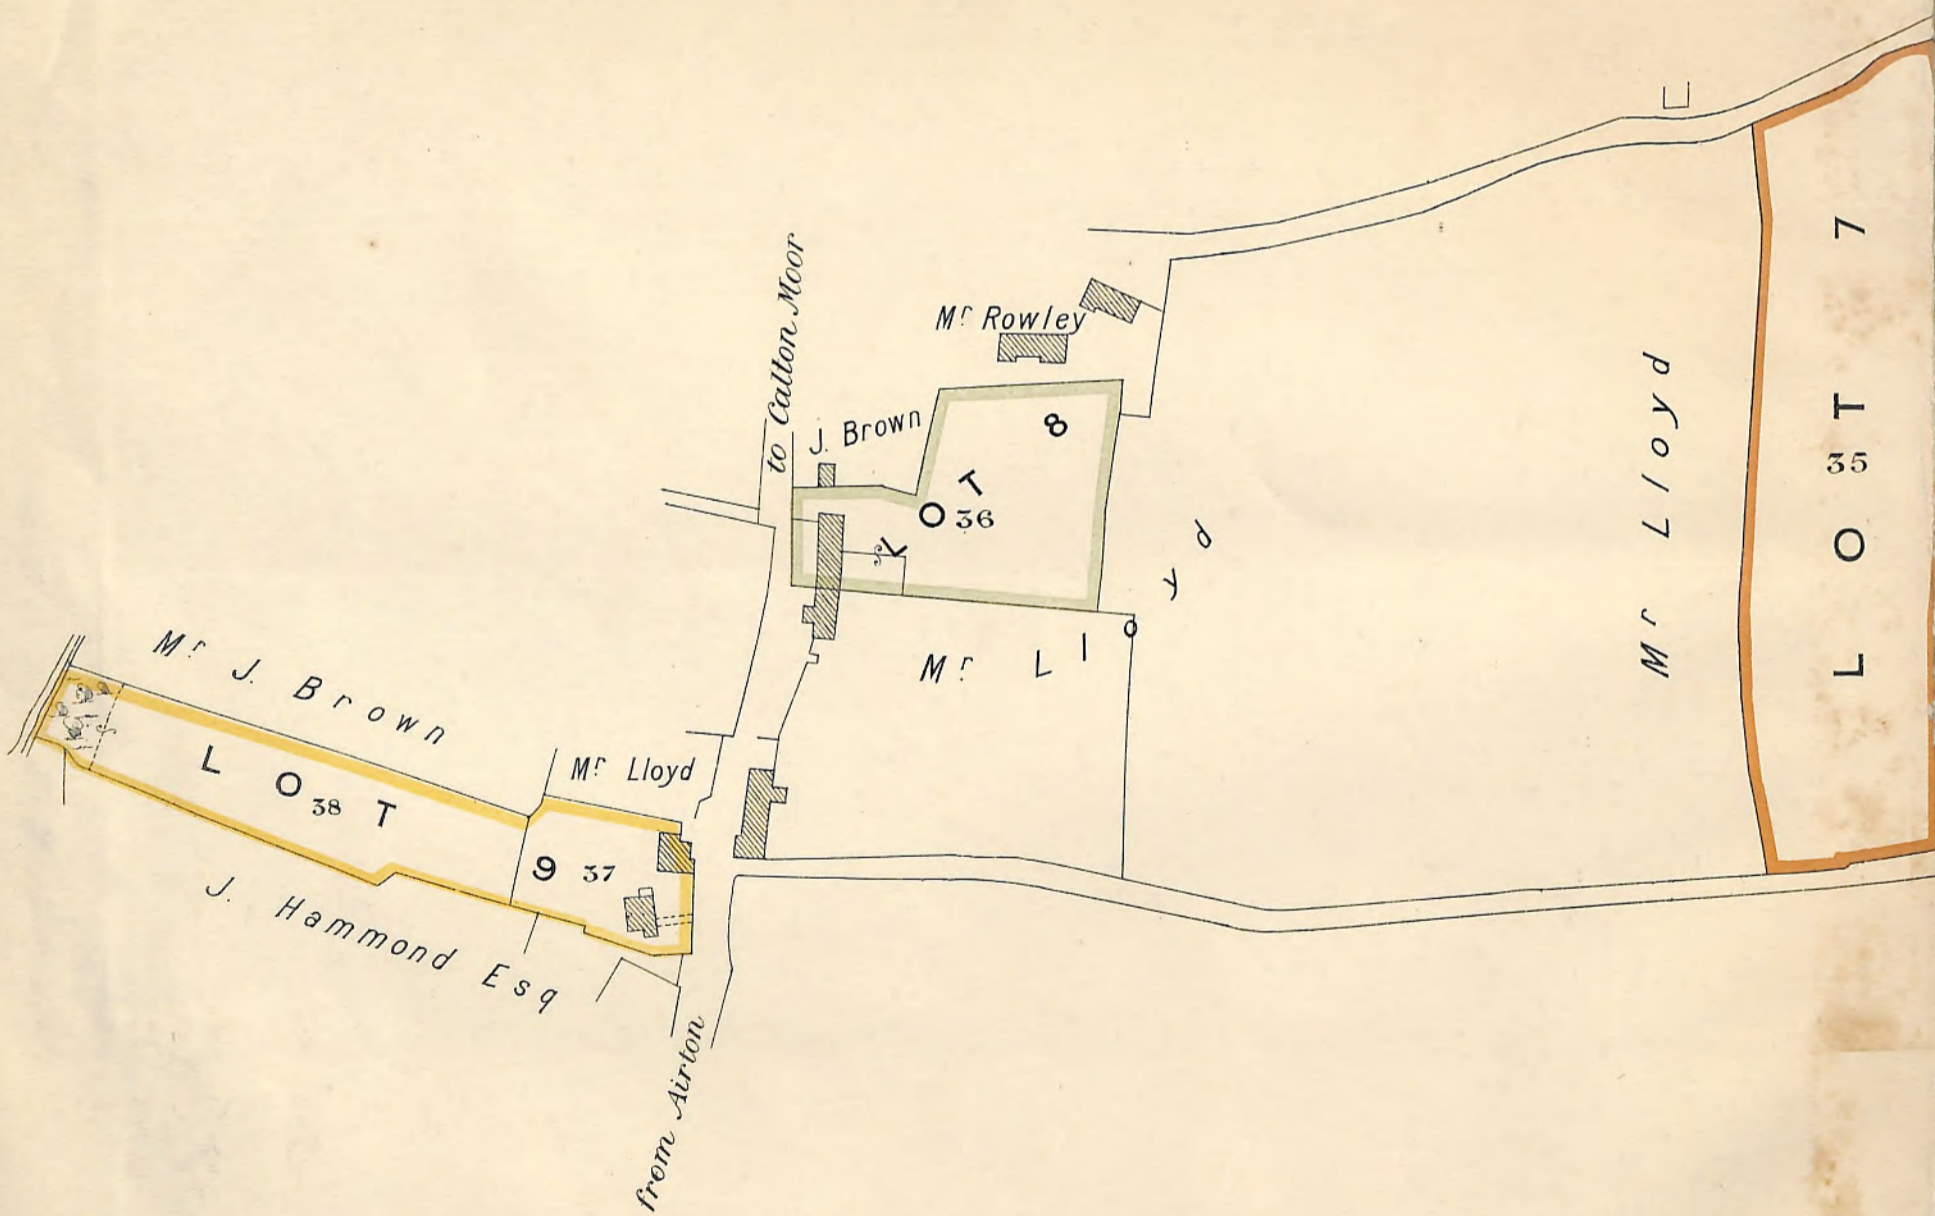 to Calton Moor
Mr Rowley
J. Brown
LOT 8
36
Mr Lloyd
Mr Lloyd
LOT 7
35
Mr J. Brown
Mr Lloyd
LOT 9
38
37
J. Hammond Esq
from Airton